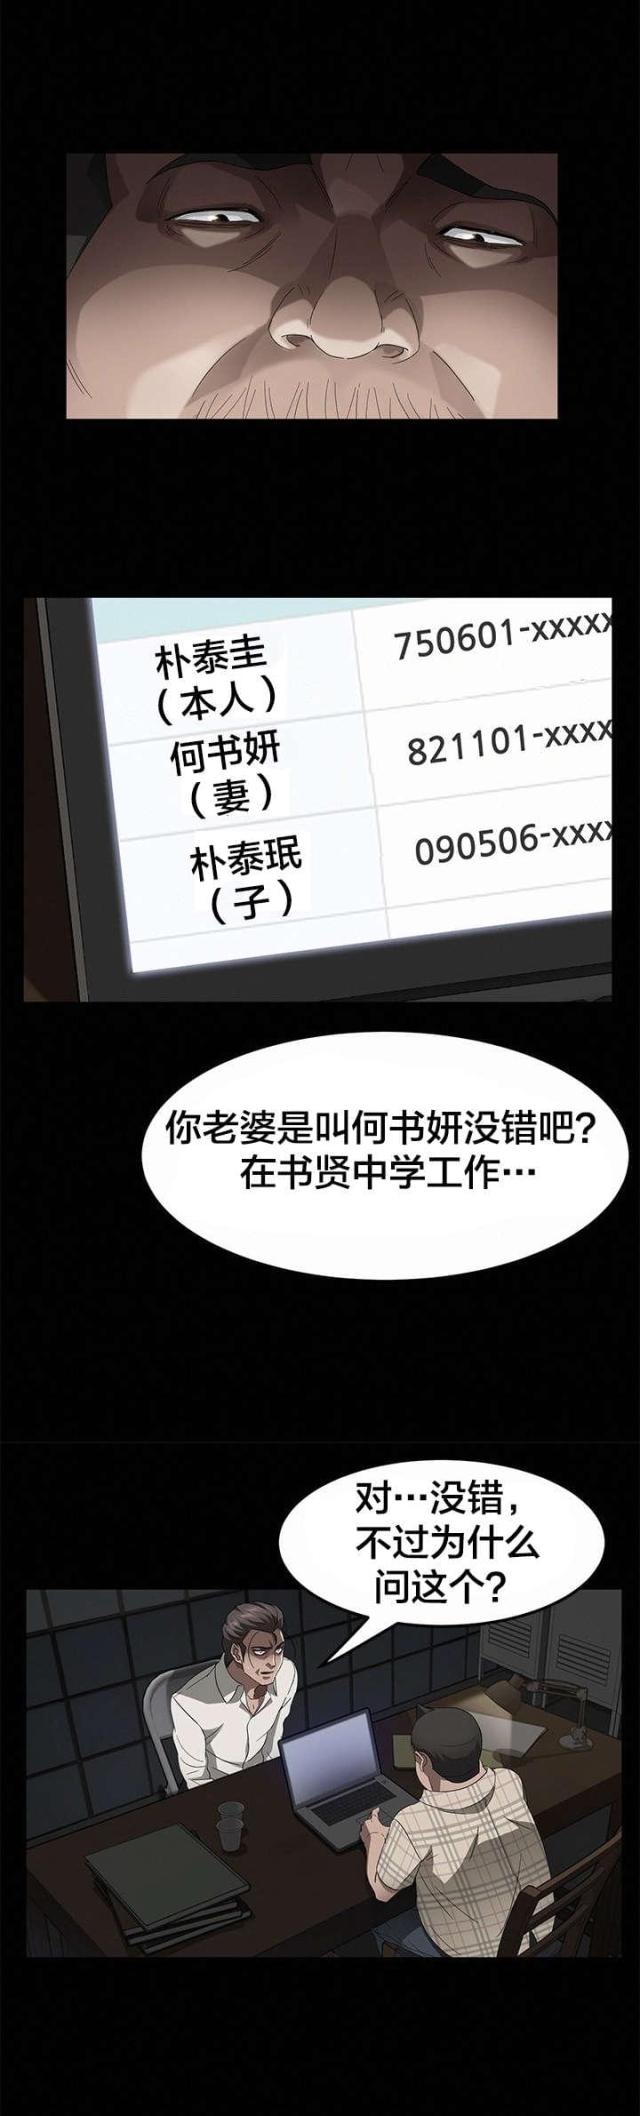 朴泰圭 750601-xxxxx
（本人）
何书妍 821101-xxxx
（妻）
朴泰珉 090506-xxxx
（子）
你老婆是叫何书妍没错吧？
在书贤中学工作…
对…没错，
不过为什么
问这个？